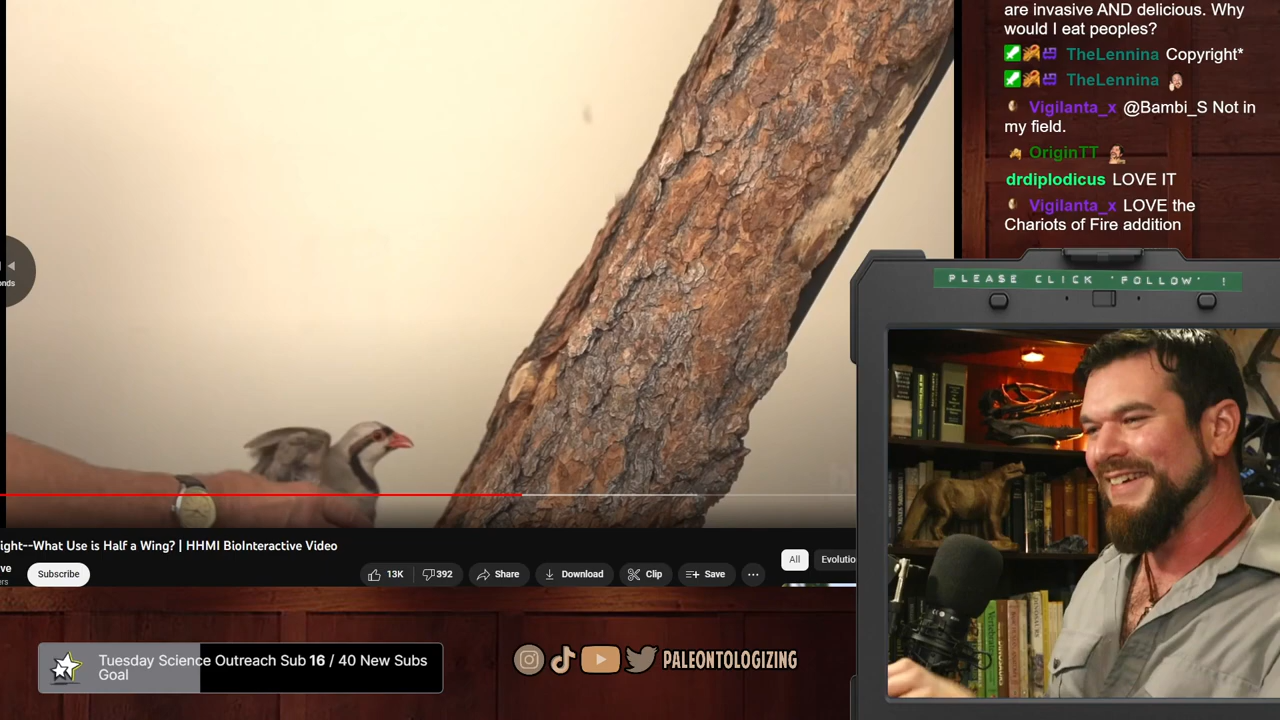 are invasive AND delicious. Why
would I eat peoples?
TheLennina Copyright*
TheLennina
Vigilanta_x @Bambi_S Not in
my field.
OriginTT
drdiplodicus LOVE IT
Vigilanta_x LOVE the
Chariots of Fire addition
PLEASE CLICK 'FOLLOW' !
onds
ight--What Use is Half a Wing? | HHMI BioInteractive Video
ve
ers
Subscribe
13K
392
Share
Download
Clip
Save
All
Evolutio
Tuesday Science Outreach Sub 16 / 40 New Subs
Goal
PALEONTOLOGIZING